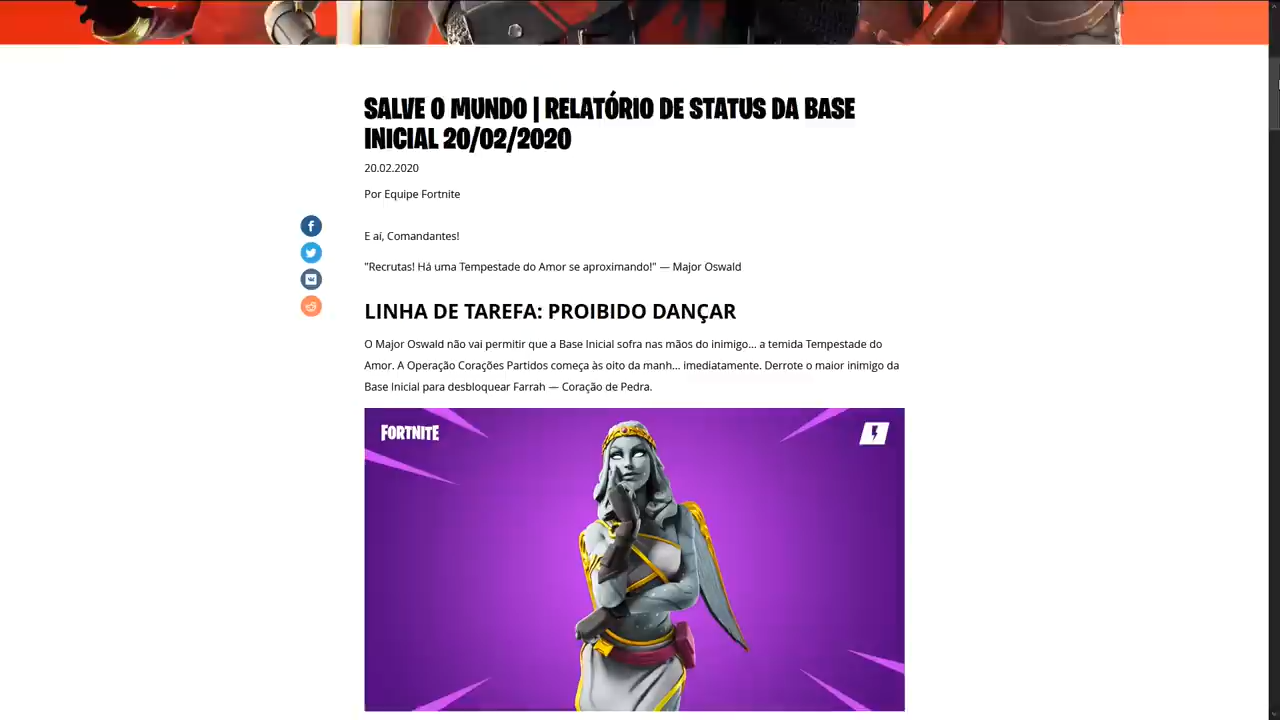 SALVE O MUNDO | RELATÓRIO DE STATUS DA BASE
INICIAL 20/02/2020
20.02.2020
Por Equipe Fortnite
E aí, Comandantes!
"Recrutas! Há uma Tempestade do Amor se aproximando!" — Major Oswald
LINHA DE TAREFA: PROIBIDO DANÇAR
O Major Oswald não vai permitir que a Base Inicial sofra nas mãos do inimigo... a temida Tempestade do
Amor. A Operação Corações Partidos começa às oito da manh... imediatamente. Derrote o maior inimigo da
Base Inicial para desbloquear Farrah — Coração de Pedra.
FORTNITE